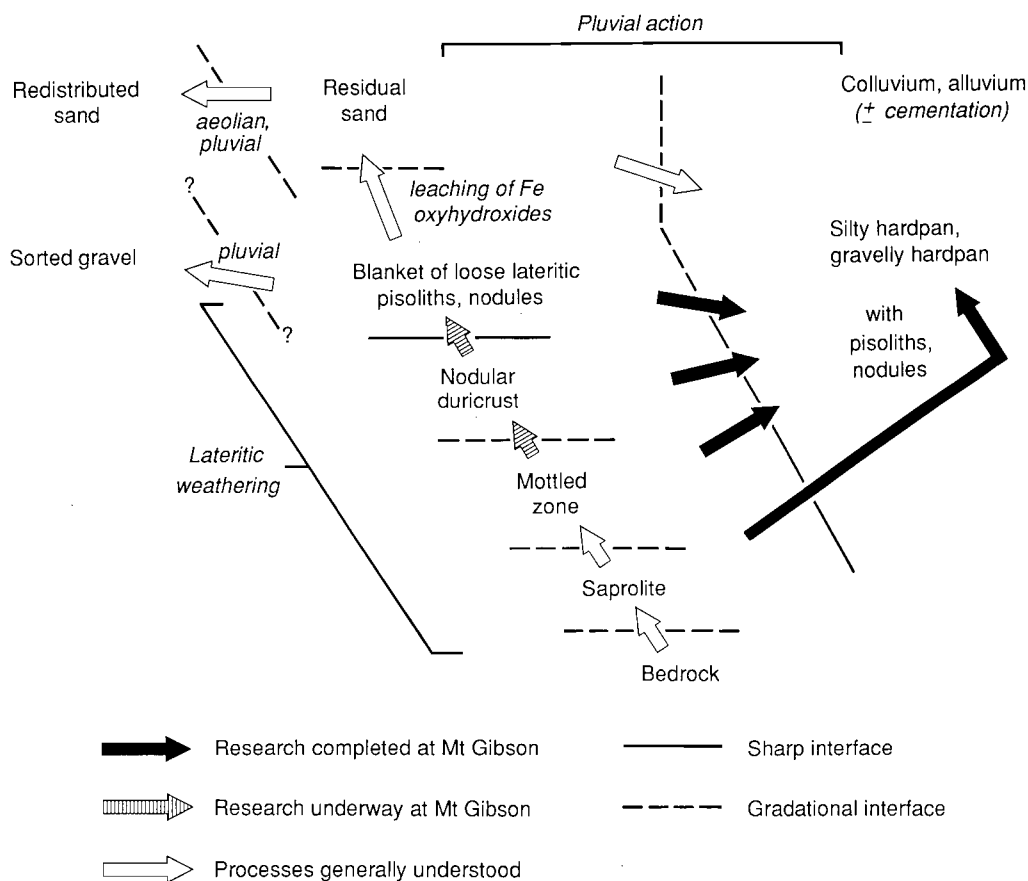 Pluvial action
Redistributed
sand
aeolian,
pluvial
Residual
sand
Colluvium, alluvium
(± cementation)
?
leaching of Fe
oxyhydroxides
Sorted gravel
pluvial
?
Blanket of loose lateritic
pisoliths, nodules
Silty hardpan,
gravelly hardpan
with
pisoliths,
nodules
Nodular
duricrust
Lateritic
weathering
Mottled
zone
Saprolite
Bedrock
Research completed at Mt Gibson
Sharp interface
Research underway at Mt Gibson
Gradational interface
Processes generally understood